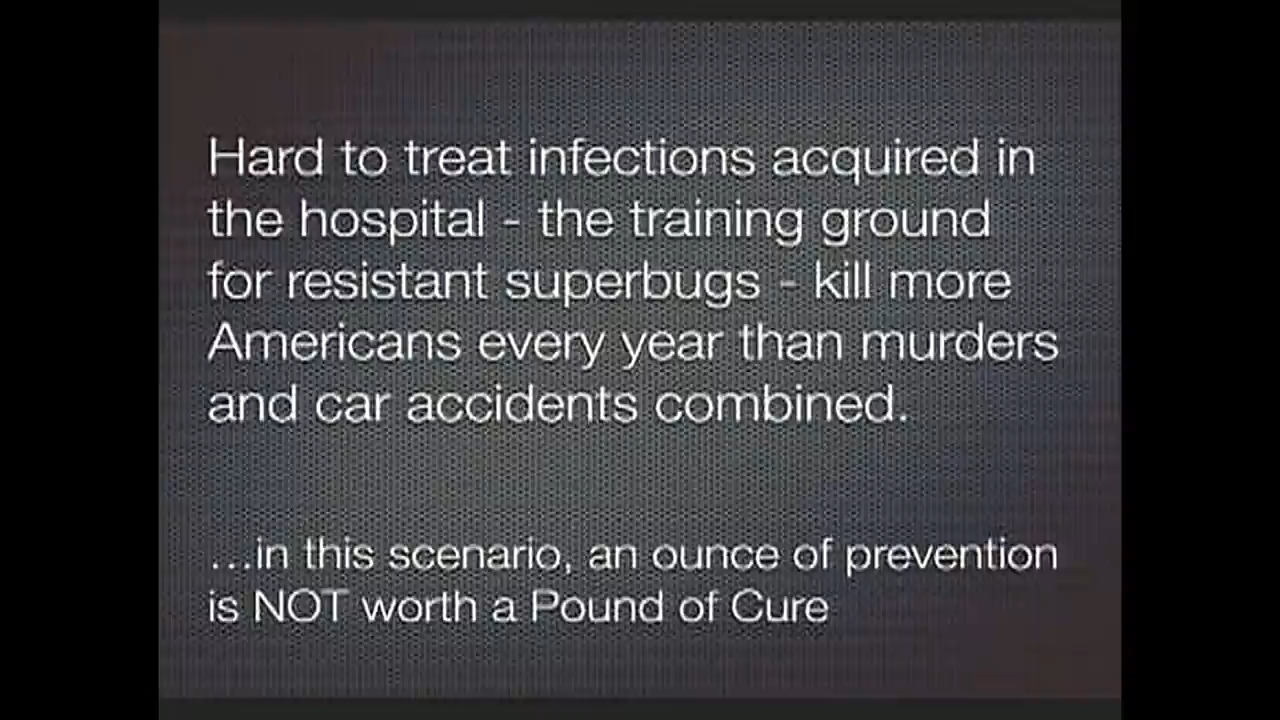 Hard to treat infections acquired in
the hospital - the training ground
for resistant superbugs - kill more
Americans every year than murders
and car accidents combined.
...in this scenario, an ounce of prevention
is NOT worth a Pound of Cure